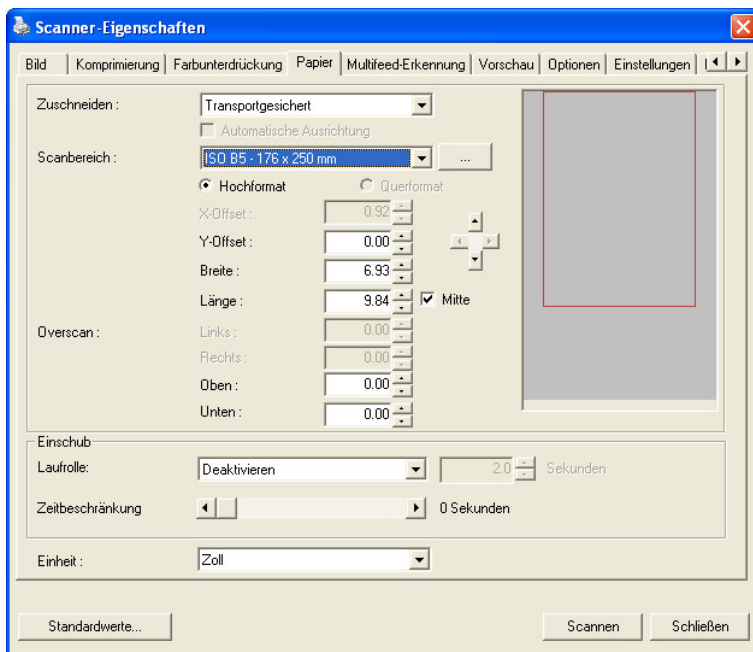 Scanner-Eigenschaften
Bild Komprimierung Farbunterdrückung Papier Multifeed-Erkennung Vorschau Optionen Einstellungen
Zuschneiden : Transportgesichert
Automatische Ausrichtung
Scanbereich : ISO B5 - 176 x 250 mm ...
Hochformat Querformat
X-Offset : 0.92
Y-Offset : 0.00
Breite : 6.93
Länge : 9.84 Mitte
Overscan : Links : 0.00
Rechts : 0.00
Oben : 0.00
Unten : 0.00
Einschub
Laufrolle: Deaktivieren 2.0 Sekunden
Zeitbeschränkung 0 Sekunden
Einheit : Zoll
Standardwerte... Scannen Schließen